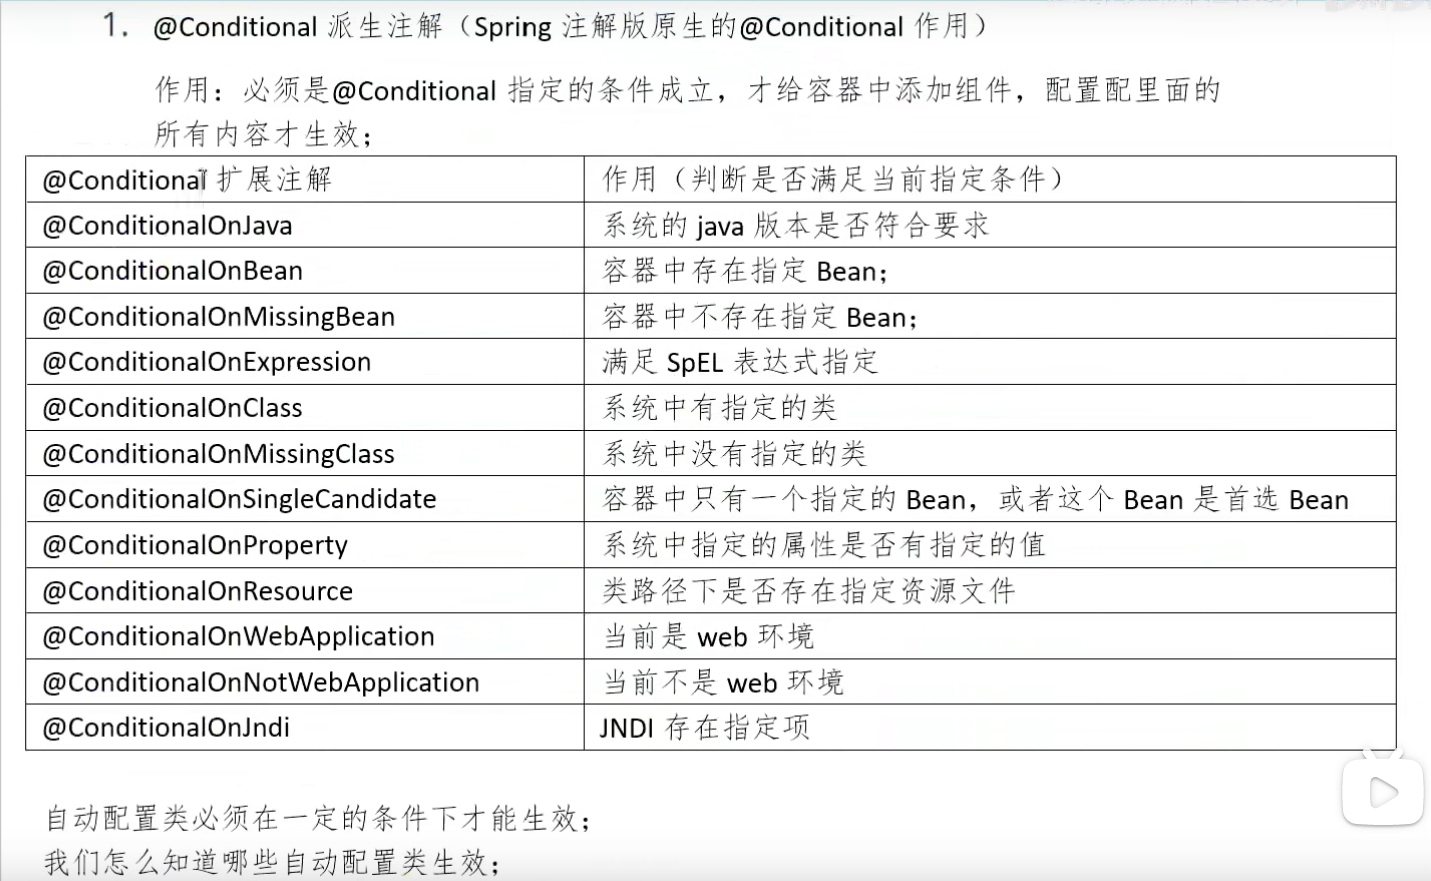 1. @Conditional 派生注解（Spring 注解版原生的@Conditional 作用）
作用：必须是@Conditional 指定的条件成立，才给容器中添加组件，配置配里面的
所有内容才生效；
@Conditional 扩展注解 作用（判断是否满足当前指定条件）
@ConditionalOnJava 系统的 java 版本是否符合要求
@ConditionalOnBean 容器中存在指定 Bean；
@ConditionalOnMissingBean 容器中不存在指定 Bean；
@ConditionalOnExpression 满足 SpEL 表达式指定
@ConditionalOnClass 系统中有指定的类
@ConditionalOnMissingClass 系统中没有指定的类
@ConditionalOnSingleCandidate 容器中只有一个指定的 Bean，或者这个 Bean 是首选 Bean
@ConditionalOnProperty 系统中指定的属性是否有指定的值
@ConditionalOnResource 类路径下是否存在指定资源文件
@ConditionalOnWebApplication 当前是 web 环境
@ConditionalOnNotWebApplication 当前不是 web 环境
@ConditionalOnJndi JNDI 存在指定项
自动配置类必须在一定的条件下才能生效；
我们怎么知道哪些自动配置类生效；